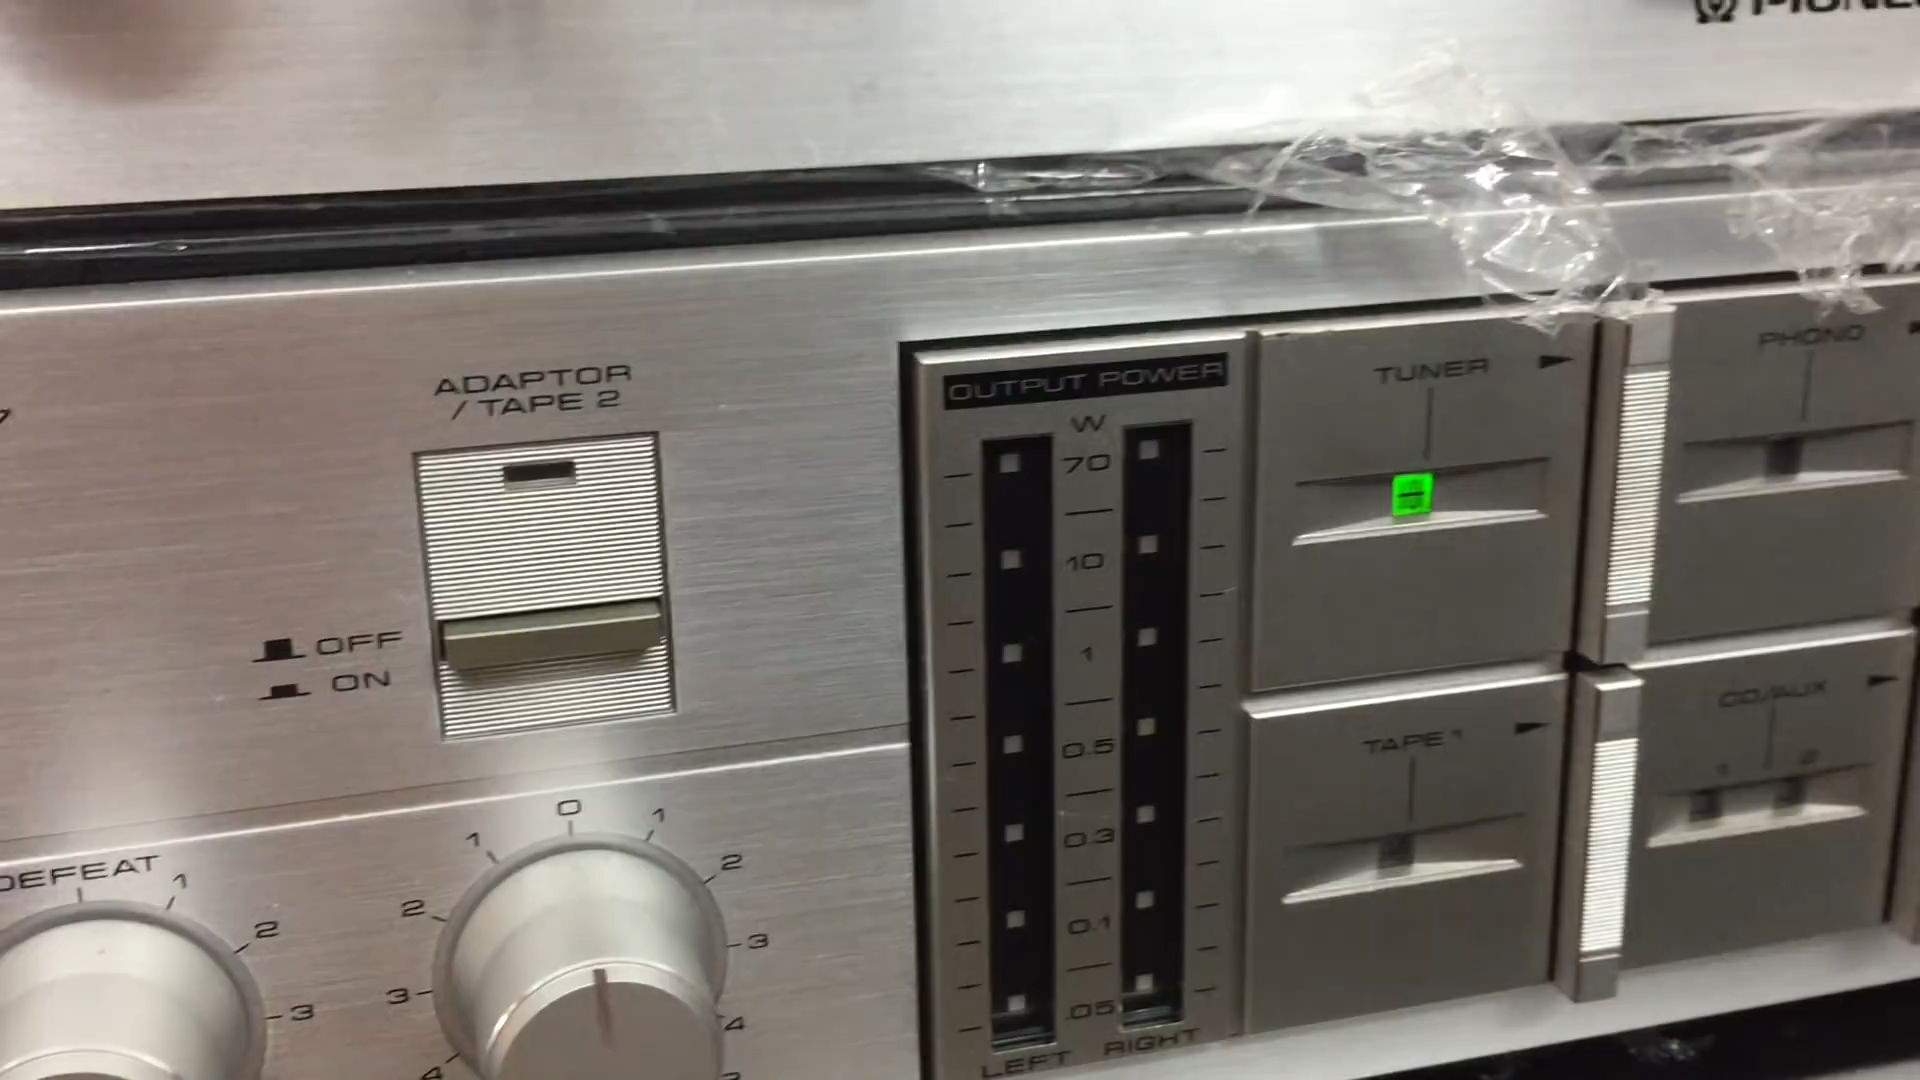 ADAPTOR
/ TAPE 2
OFF
ON
DEFEAT
1
2
3
0
1
1
2
2
3
3
4
4
OUTPUT POWER
W
70
10
1
0.5
0.3
0.1
.05
LEFT RIGHT
TUNER
PHONO
TAPE 1
CD/AUX
1 2